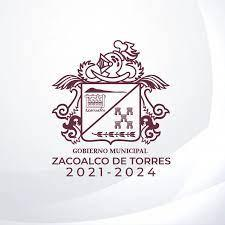 GOBIERNO MUNICIPAL
ZACOALCO DE TORRES
2021-2024